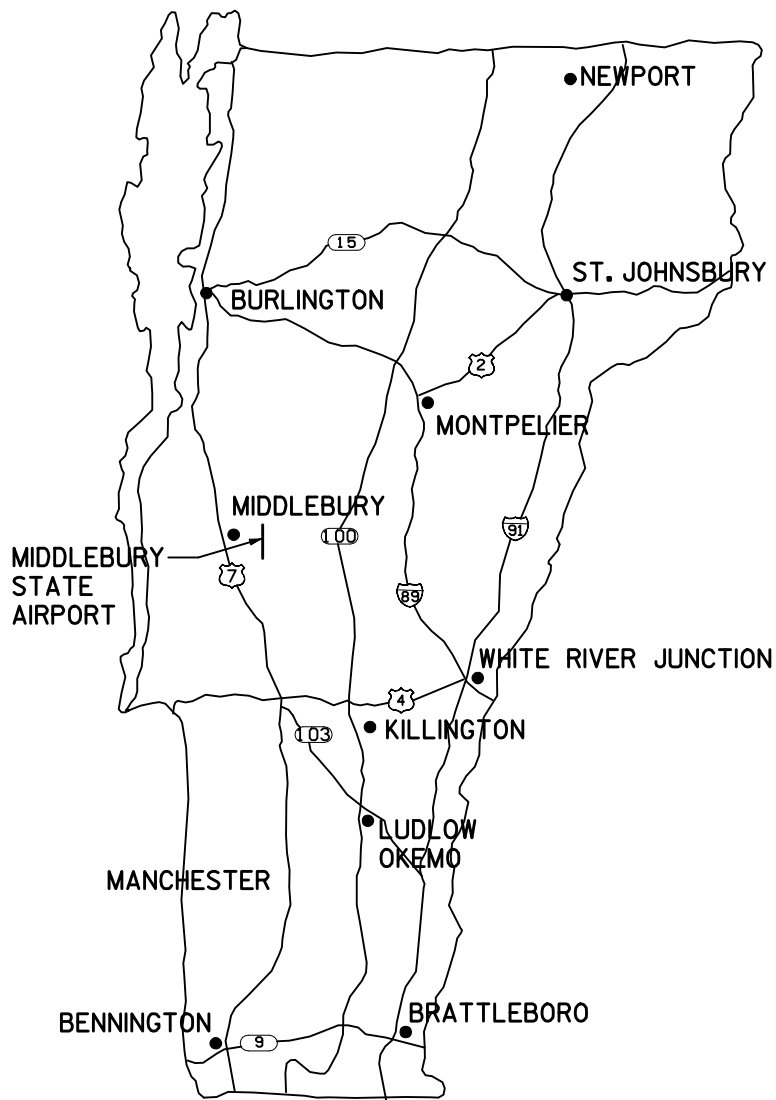 NEWPORT
15
ST. JOHNSBURY
BURLINGTON
2
MONTPELIER
MIDDLEBURY
91
100
MIDDLEBURY
STATE
AIRPORT
7
89
WHITE RIVER JUNCTION
4
KILLINGTON
103
LUDLOW
OKEMO
MANCHESTER
BRATTLEBORO
BENNINGTON
9